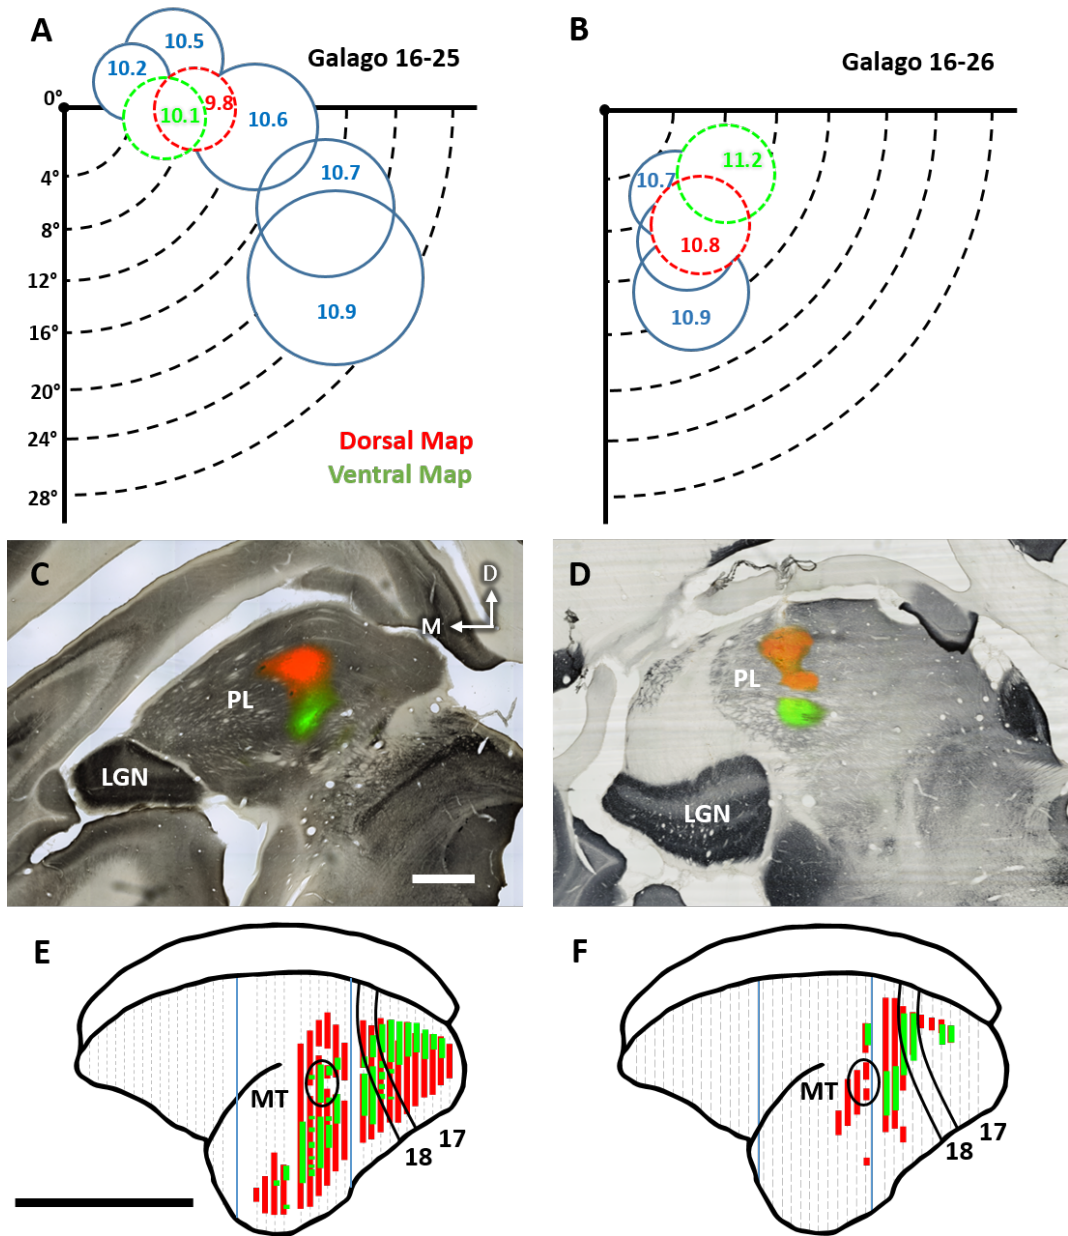 A
10.5
10.2
Galago 16-25
0°
9.8
10.1
10.6
4°
10.7
8°
12°
10.9
16°
20°
24°
28°
Dorsal Map
Ventral Map
B
Galago 16-26
11.2
10.7
10.8
10.9
C
D
M
PL
LGN
D
PL
LGN
E
MT
17
18
F
MT
17
18